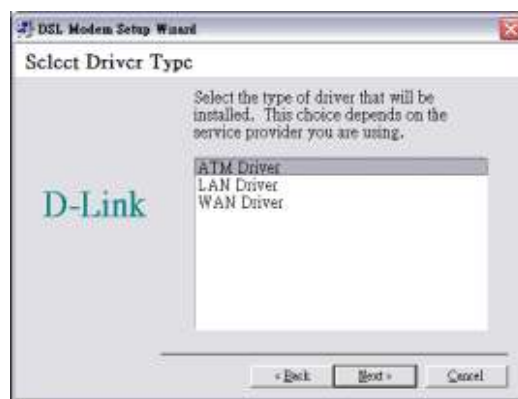 DSL Modem Setup Wizard
Select Driver Type
Select the type of driver that will be
installed. This choice depends on the
service provider you are using.
ATM Driver
LAN Driver
WAN Driver
D-Link
< Back
Next >
Cancel